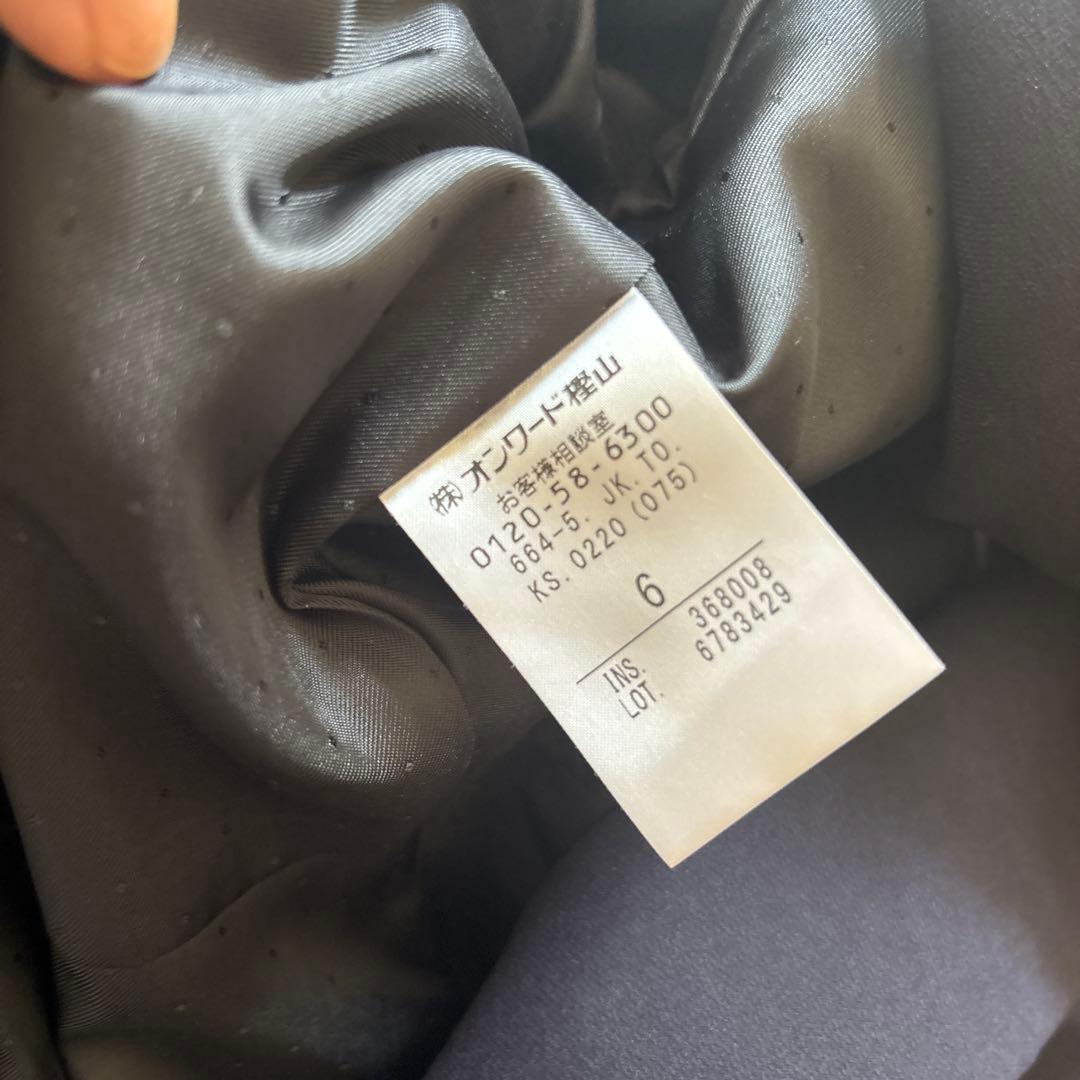 ㈱オンワード樫山
お客様相談室
0120-58-6300
664-5. JK. TO.
KS. 0220 (075)
6
INS. 368008
LOT. 6783429